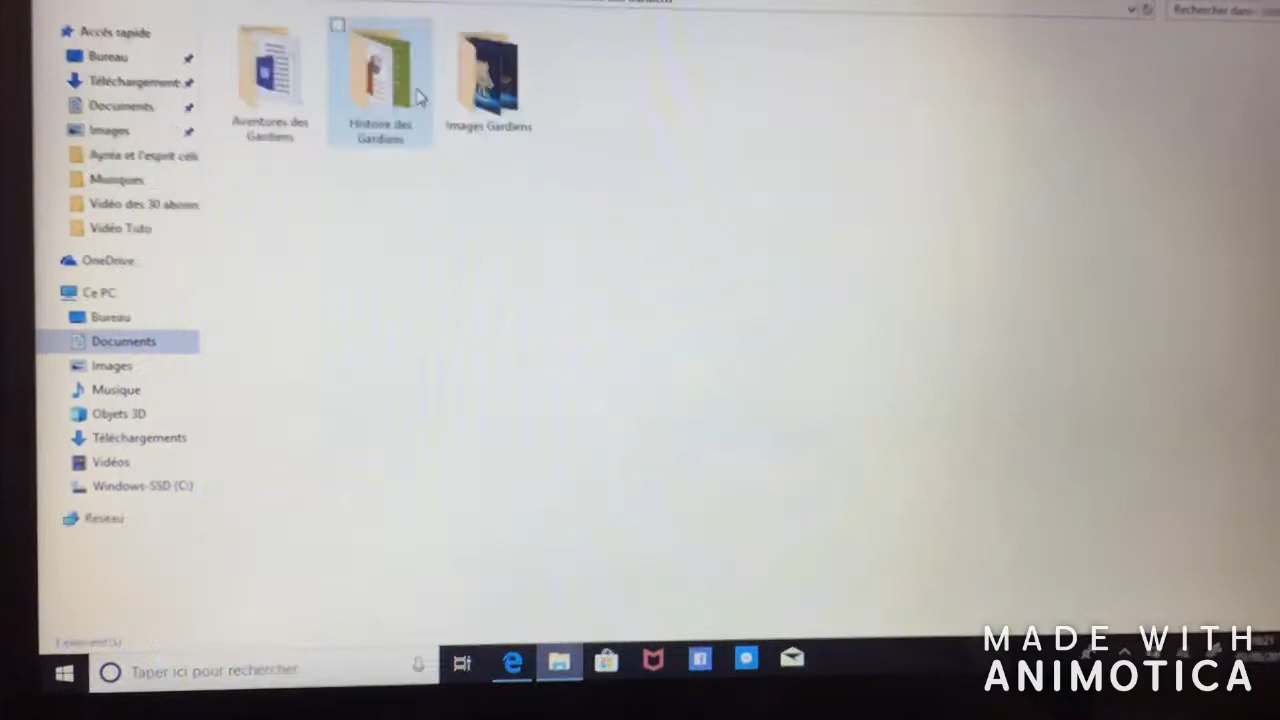 Rechercher dans
Accès rapide
Bureau
Téléchargement
Documents
Images
Ayréa et l'esprit cèls
Musiques
Vidéo des 30 abonn
Vidéo Tuto
OneDrive
Ce PC
Bureau
Documents
Images
Musique
Objets 3D
Téléchargements
Vidéos
Windows-SSD (C:)
Réseau
Aventures des
Gardiens
Histoire des
Gardiens
Images Gardiens
Taper ici pour rechercher
MADE WITH
ANIMOTICA